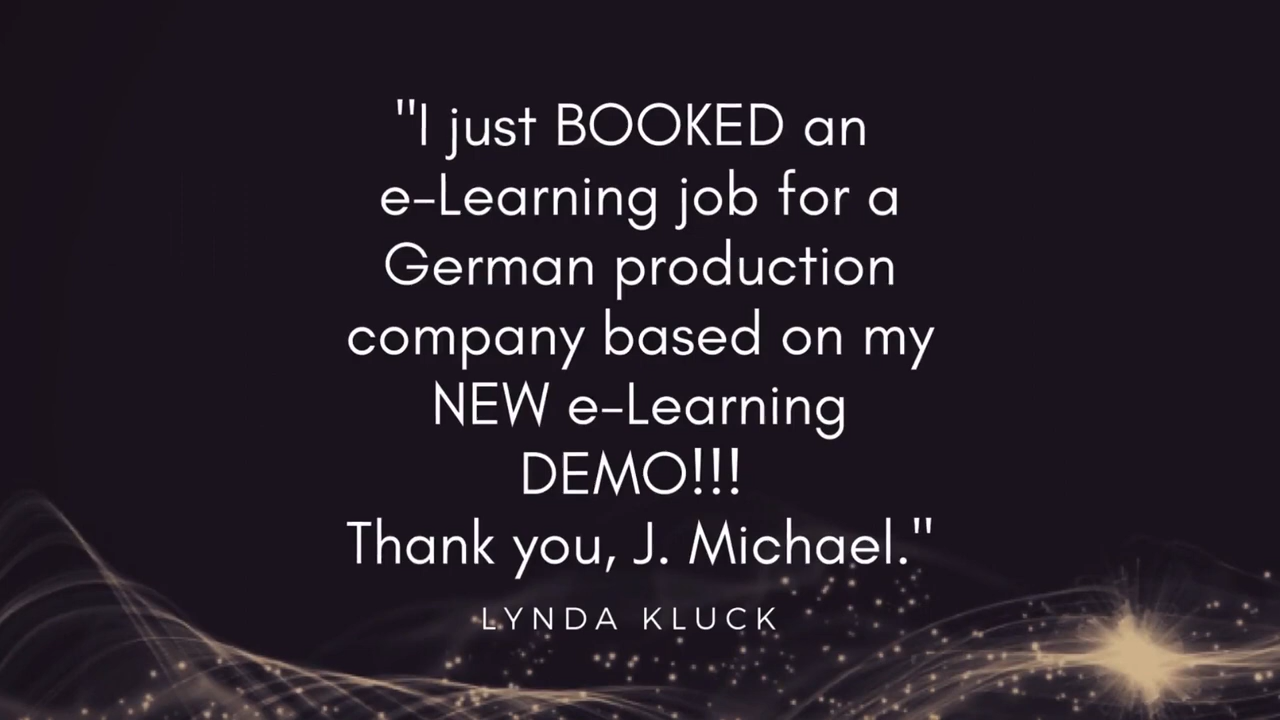 "I just BOOKED an
e-Learning job for a
German production
company based on my
NEW e-Learning
DEMO!!!
Thank you, J. Michael."
LYNDA KLUCK